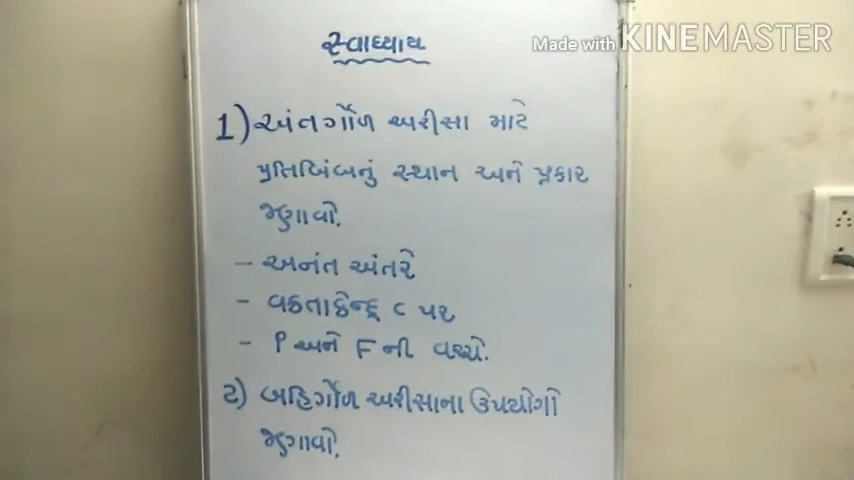 સ્વાધ્યાય
Made with KINEMASTER
1) અંતર્ગોળ અરીસા માટે
પ્રતિબિંબનું સ્થાન અને પ્રકાર
જણાવો.
- અનંત અંતરે
- વક્રતાકેન્દ્ર C પર
- P અને F ની વચ્ચે.
2) બહિર્ગોળ અરીસાના ઉપયોગો
જણાવો.